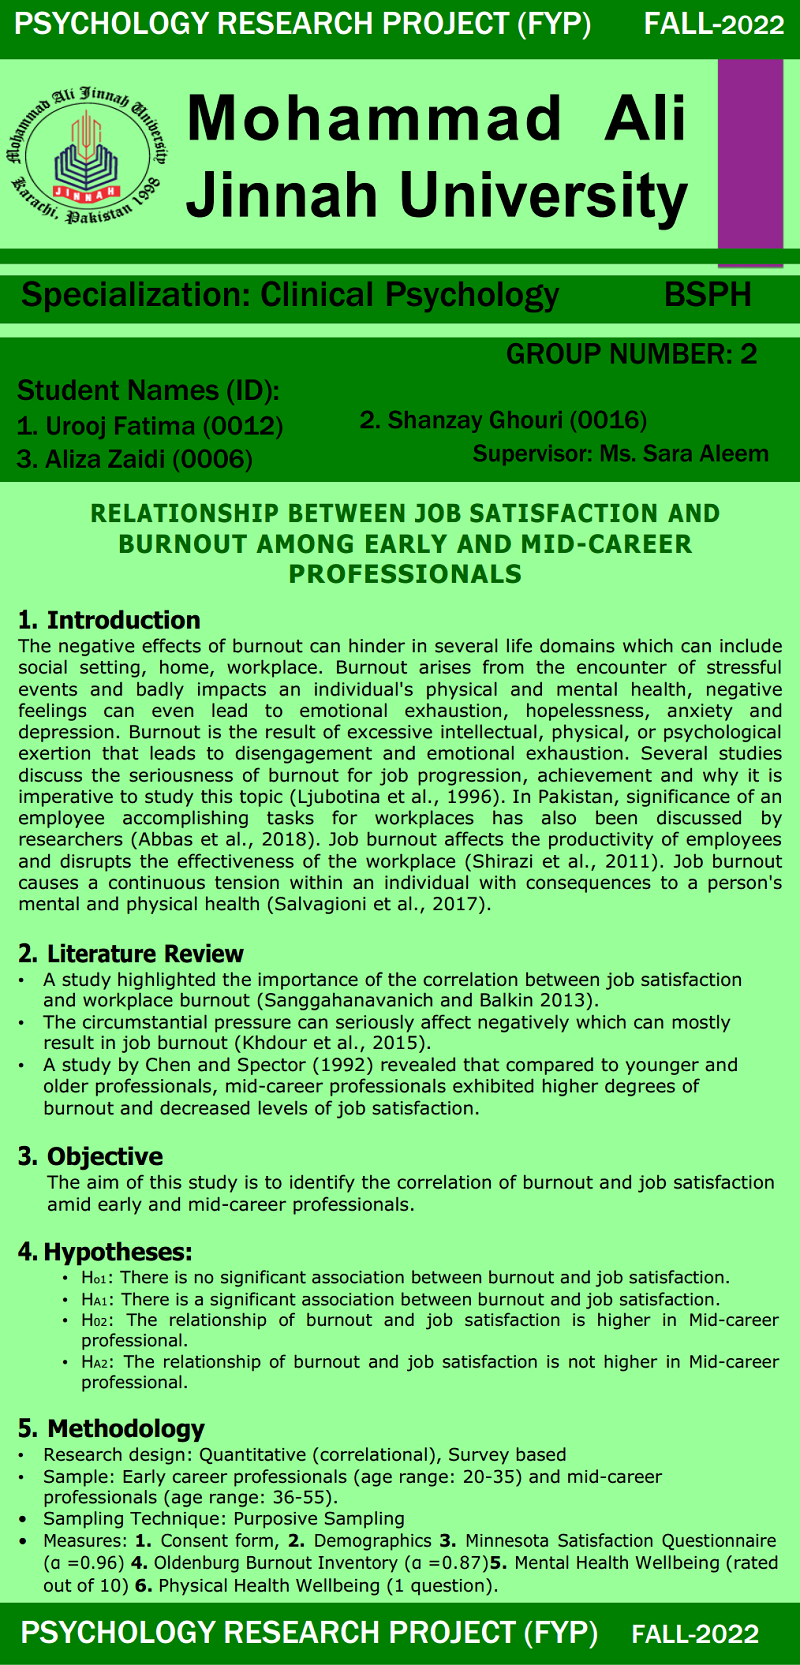 PSYCHOLOGY RESEARCH PROJECT (FYP) FALL-2022
Mohammad Ali Jinnah University
Karachi, Pakistan 1998
JINNAH
Mohammad Ali
Jinnah University
Specialization: Clinical Psychology BSPH
GROUP NUMBER: 2
Student Names (ID):
1. Urooj Fatima (0012) 2. Shanzay Ghouri (0016)
3. Aliza Zaidi (0006) Supervisor: Ms. Sara Aleem
RELATIONSHIP BETWEEN JOB SATISFACTION AND
BURNOUT AMONG EARLY AND MID-CAREER
PROFESSIONALS
1. Introduction
The negative effects of burnout can hinder in several life domains which can include
social setting, home, workplace. Burnout arises from the encounter of stressful
events and badly impacts an individual's physical and mental health, negative
feelings can even lead to emotional exhaustion, hopelessness, anxiety and
depression. Burnout is the result of excessive intellectual, physical, or psychological
exertion that leads to disengagement and emotional exhaustion. Several studies
discuss the seriousness of burnout for job progression, achievement and why it is
imperative to study this topic (Ljubotina et al., 1996). In Pakistan, significance of an
employee accomplishing tasks for workplaces has also been discussed by
researchers (Abbas et al., 2018). Job burnout affects the productivity of employees
and disrupts the effectiveness of the workplace (Shirazi et al., 2011). Job burnout
causes a continuous tension within an individual with consequences to a person's
mental and physical health (Salvagioni et al., 2017).
2. Literature Review
• A study highlighted the importance of the correlation between job satisfaction
and workplace burnout (Sanggahanavanich and Balkin 2013).
• The circumstantial pressure can seriously affect negatively which can mostly
result in job burnout (Khdour et al., 2015).
• A study by Chen and Spector (1992) revealed that compared to younger and
older professionals, mid-career professionals exhibited higher degrees of
burnout and decreased levels of job satisfaction.
3. Objective
The aim of this study is to identify the correlation of burnout and job satisfaction
amid early and mid-career professionals.
4. Hypotheses:
• Ho1: There is no significant association between burnout and job satisfaction.
• HA1: There is a significant association between burnout and job satisfaction.
• H02: The relationship of burnout and job satisfaction is higher in Mid-career
professional.
• HA2: The relationship of burnout and job satisfaction is not higher in Mid-career
professional.
5. Methodology
• Research design: Quantitative (correlational), Survey based
• Sample: Early career professionals (age range: 20-35) and mid-career
professionals (age range: 36-55).
• Sampling Technique: Purposive Sampling
• Measures: 1. Consent form, 2. Demographics 3. Minnesota Satisfaction Questionnaire
(ɑ =0.96) 4. Oldenburg Burnout Inventory (ɑ =0.87)5. Mental Health Wellbeing (rated
out of 10) 6. Physical Health Wellbeing (1 question).
PSYCHOLOGY RESEARCH PROJECT (FYP) FALL-2022